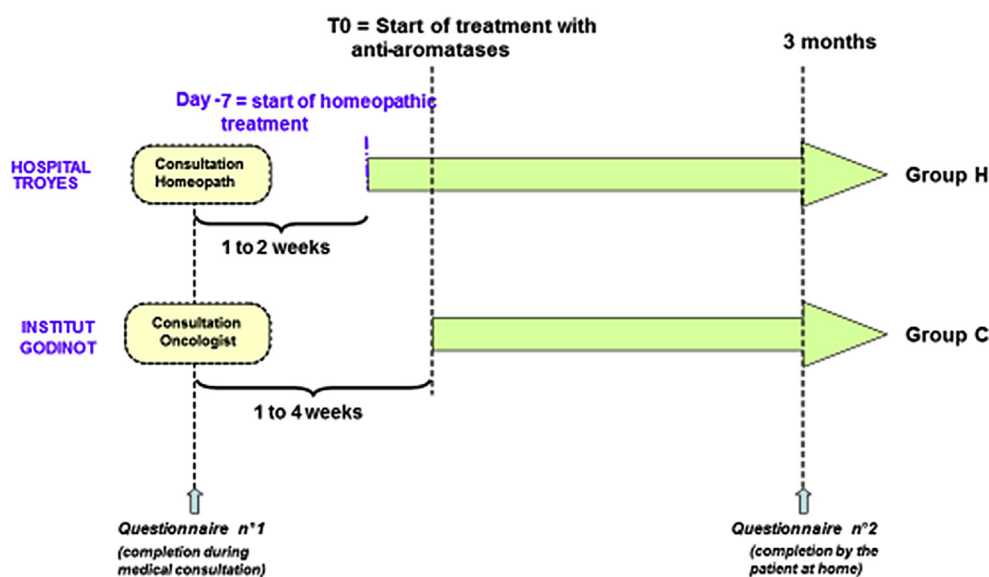 T0 = Start of treatment with
anti-aromatases
3 months
Day -7 = start of homeopathic
treatment
HOSPITAL
TROYES
Consultation
Homeopath
Group H
1 to 2 weeks
INSTITUT
GODINOT
Consultation
Oncologist
Group C
1 to 4 weeks
Questionnaire n°1
(completion during
medical consultation)
Questionnaire n°2
(completion by the
patient at home)